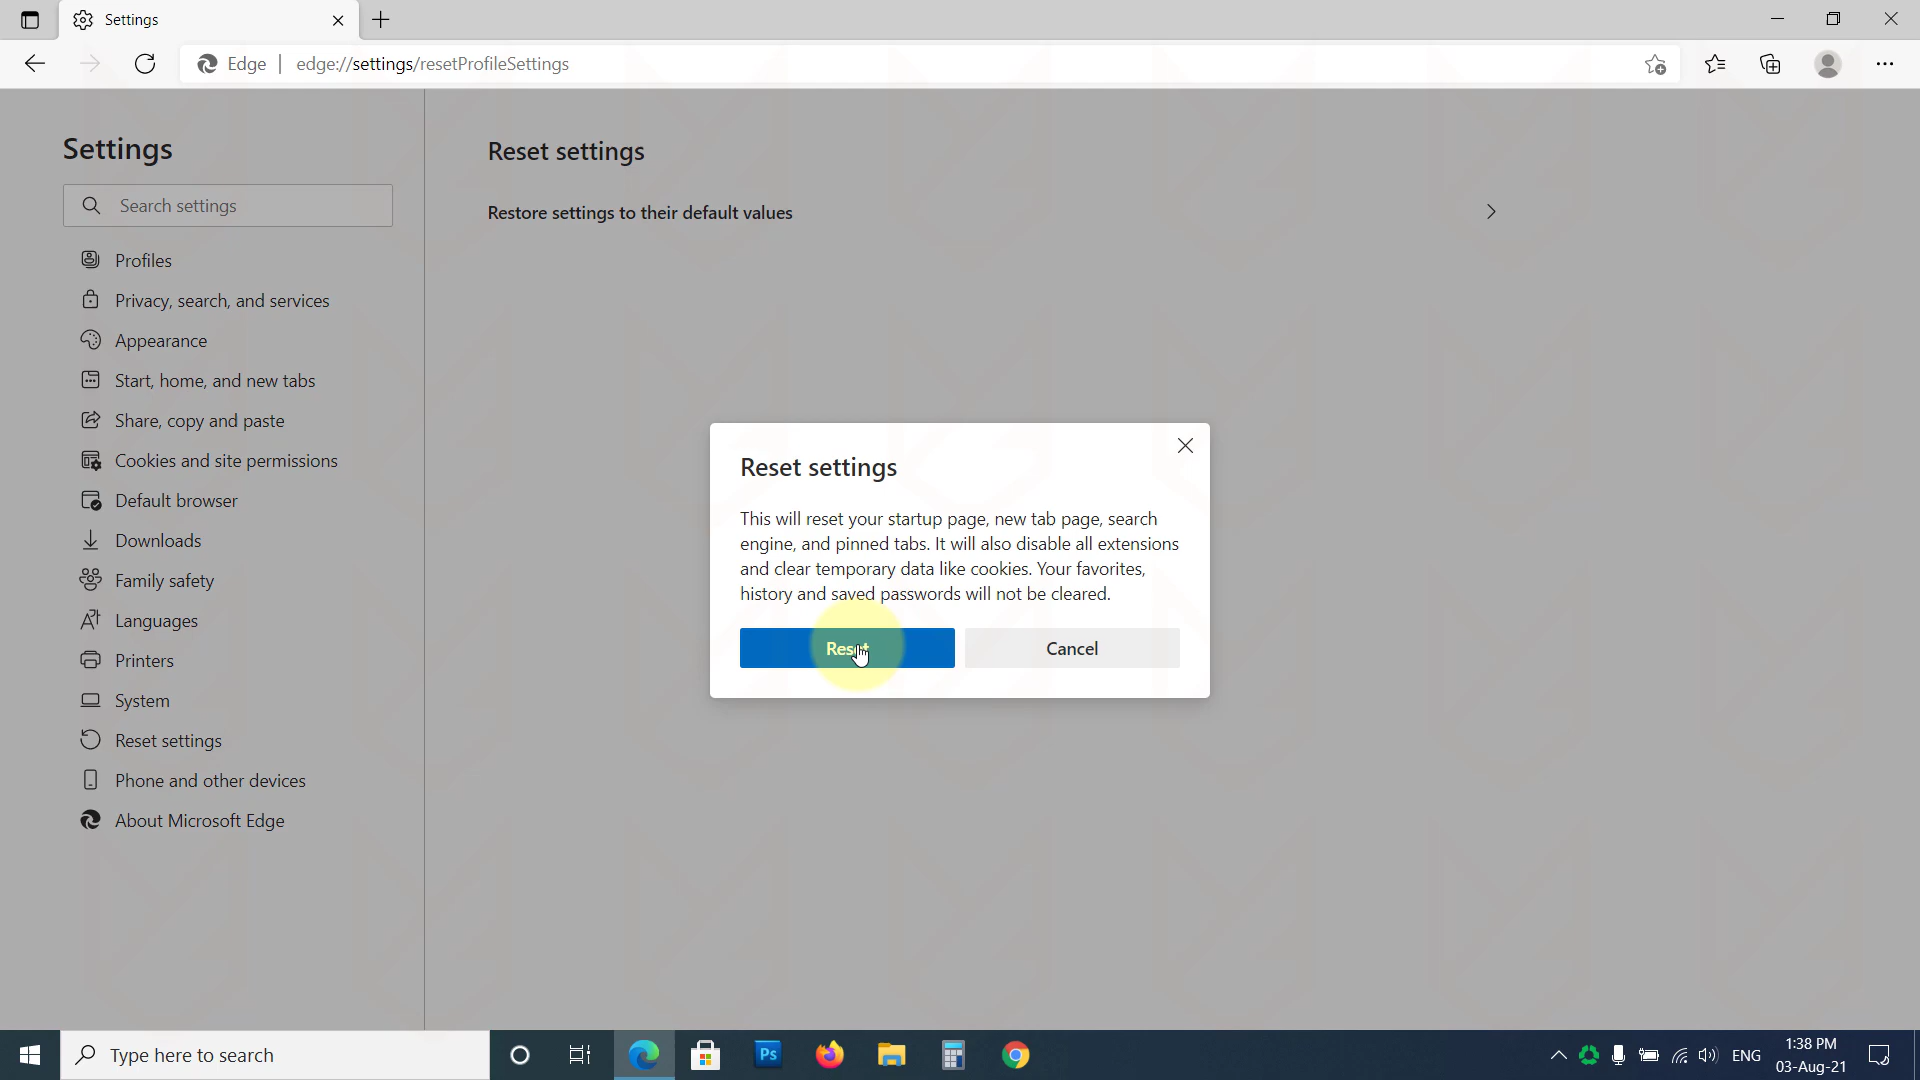 Settings
Edge
edge://settings/resetProfileSettings
Settings
Search settings
Profiles
Privacy, search, and services
Appearance
Start, home, and new tabs
Share, copy and paste
Cookies and site permissions
Default browser
Downloads
Family safety
Languages
Printers
System
Reset settings
Phone and other devices
About Microsoft Edge
Reset settings
Restore settings to their default values
Reset settings
This will reset your startup page, new tab page, search
engine, and pinned tabs. It will also disable all extensions
and clear temporary data like cookies. Your favorites,
history and saved passwords will not be cleared.
Reset
Cancel
Type here to search
Ps
ENG
1:38 PM
03-Aug-21